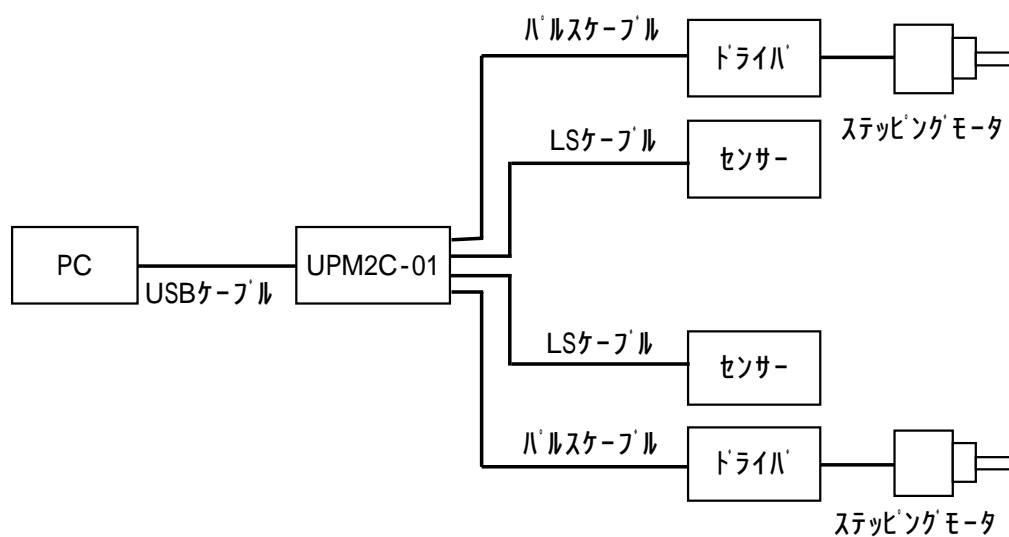 パルスケーブル
ドライバ
ステッピングモータ
LSケーブル
センサー
PC
UPM2C-01
USBケーブル
LSケーブル
センサー
パルスケーブル
ドライバ
ステッピングモータ